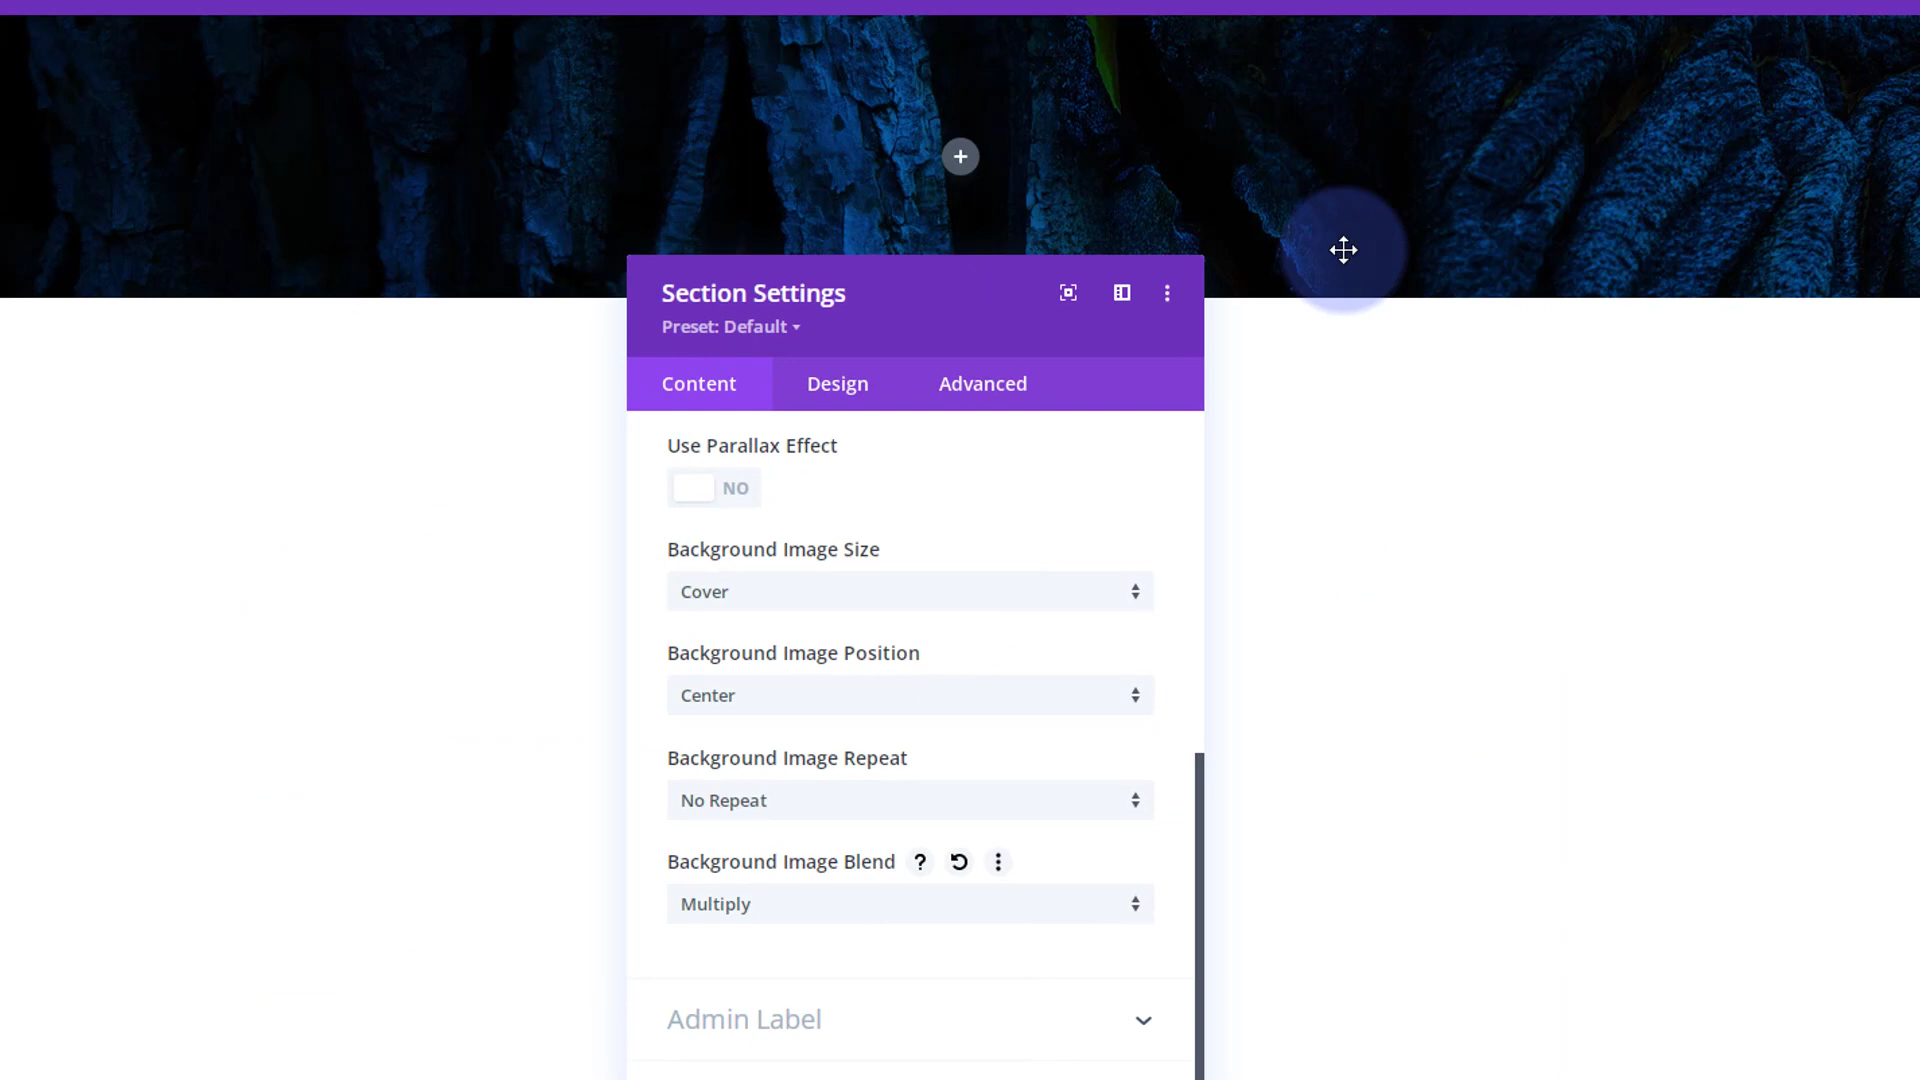 Section Settings
Preset: Default
Content Design Advanced
Use Parallax Effect
NO
Background Image Size
Cover
Background Image Position
Center
Background Image Repeat
No Repeat
Background Image Blend ?
Multiply
Admin Label